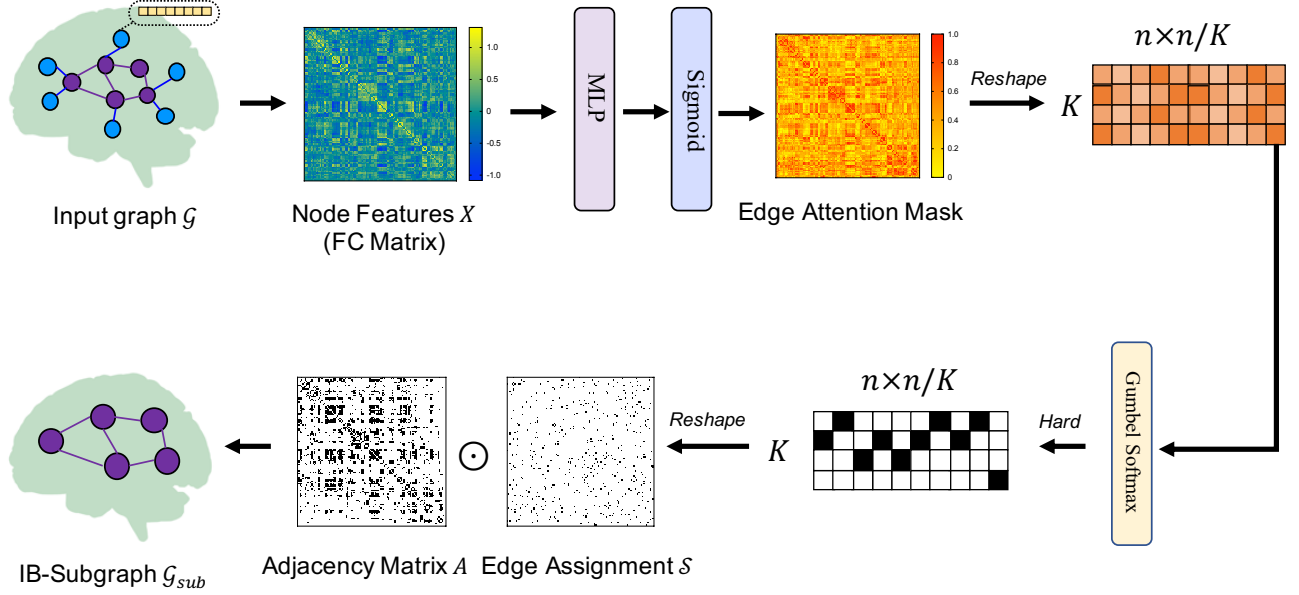 Input graph 𝒢
1.0
0.5
0
-0.5
-1.0
Node Features X
(FC Matrix)
MLP
Sigmoid
1.0
0.8
0.6
0.4
0.2
0
Edge Attention Mask
Reshape
n×n/K
K
Gumbel Softmax
Hard
n×n/K
K
Reshape
⊙
Edge Assignment 𝒮
Adjacency Matrix A
IB-Subgraph 𝒢sub